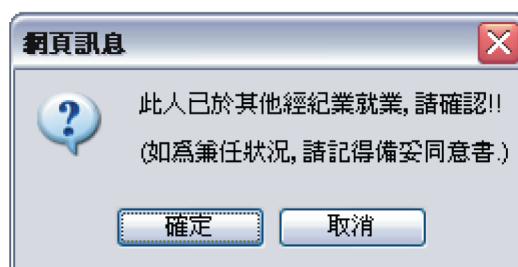 網頁訊息
此人已於其他經紀業就業,請確認!!
(如為兼任狀況,請記得備妥同意書.)
確定
取消